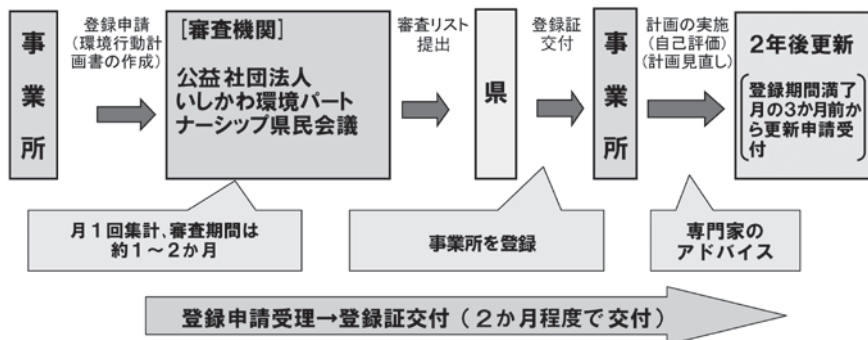 事業所
登録申請
(環境行動計
画書の作成)
[審査機関]
公益社団法人
いしかわ環境パート
ナーシップ県民会議
審査リスト
提出
県
登録証
交付
事業所
計画の実施
(自己評価)
(計画見直し)
2年後更新
登録期間満了
月の3か月前か
ら更新申請受
付
月1回集計、審査期間は
約1~2か月
事業所を登録
専門家の
アドバイス
登録申請受理→登録証交付(2か月程度で交付)